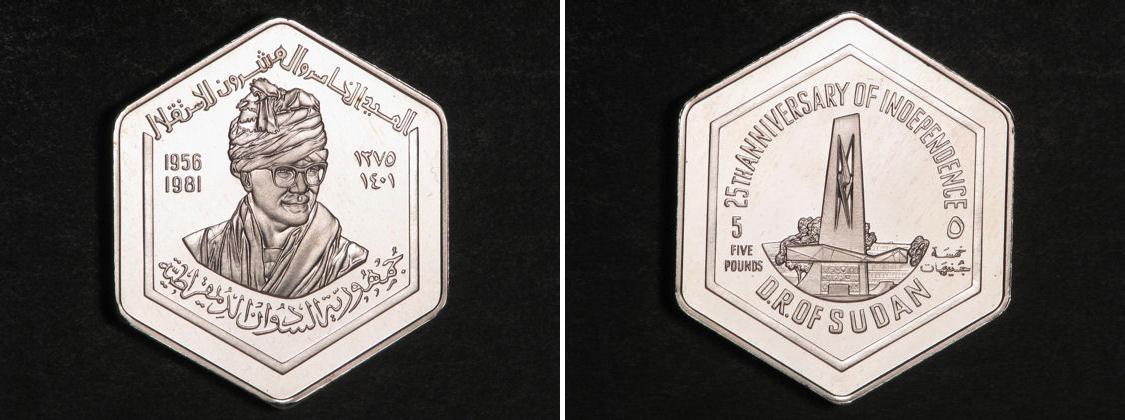 العيد الخامس والعشرون للاستقلال
1956
1981
١٣٧٥
١٤٠١
جمهورية السودان الديمقراطية
25TH ANNIVERSARY OF INDEPENDENCE
5
FIVE
POUNDS
٥
خمسة
جنيهات
D.R. OF SUDAN